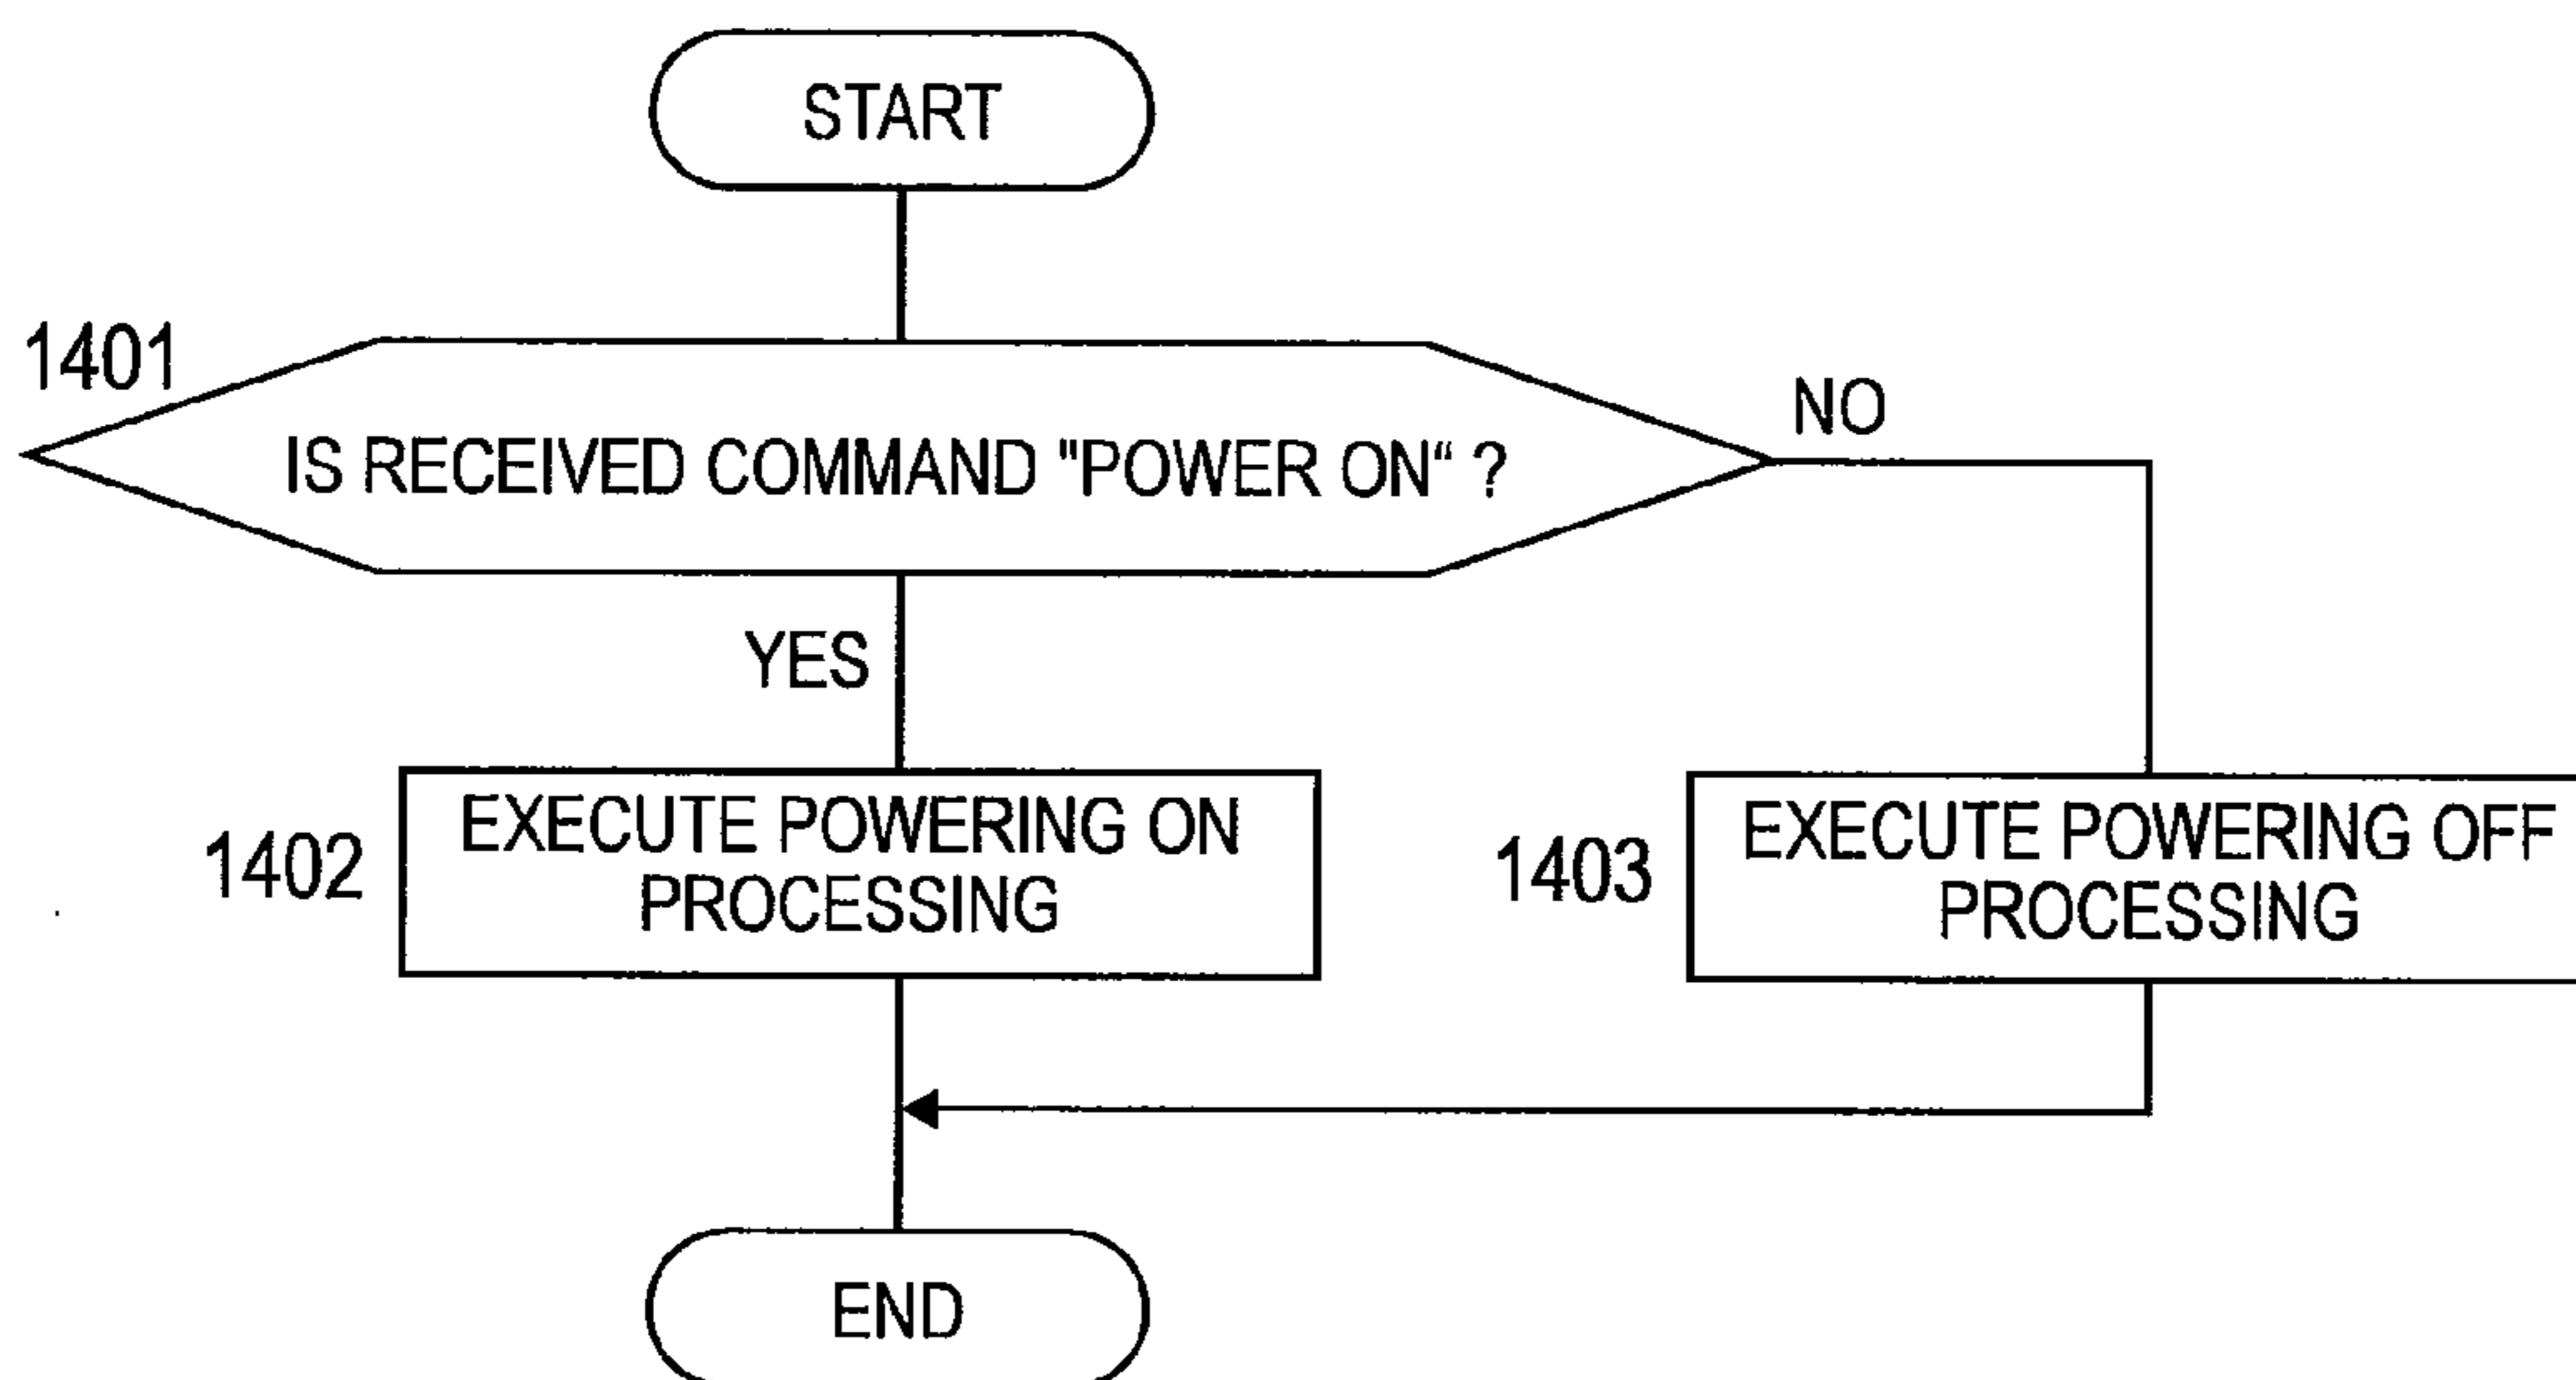 START
1401
IS RECEIVED COMMAND "POWER ON“ ?
NO
YES
1402
EXECUTE POWERING ON
PROCESSING
1403
EXECUTE POWERING OFF
PROCESSING
END